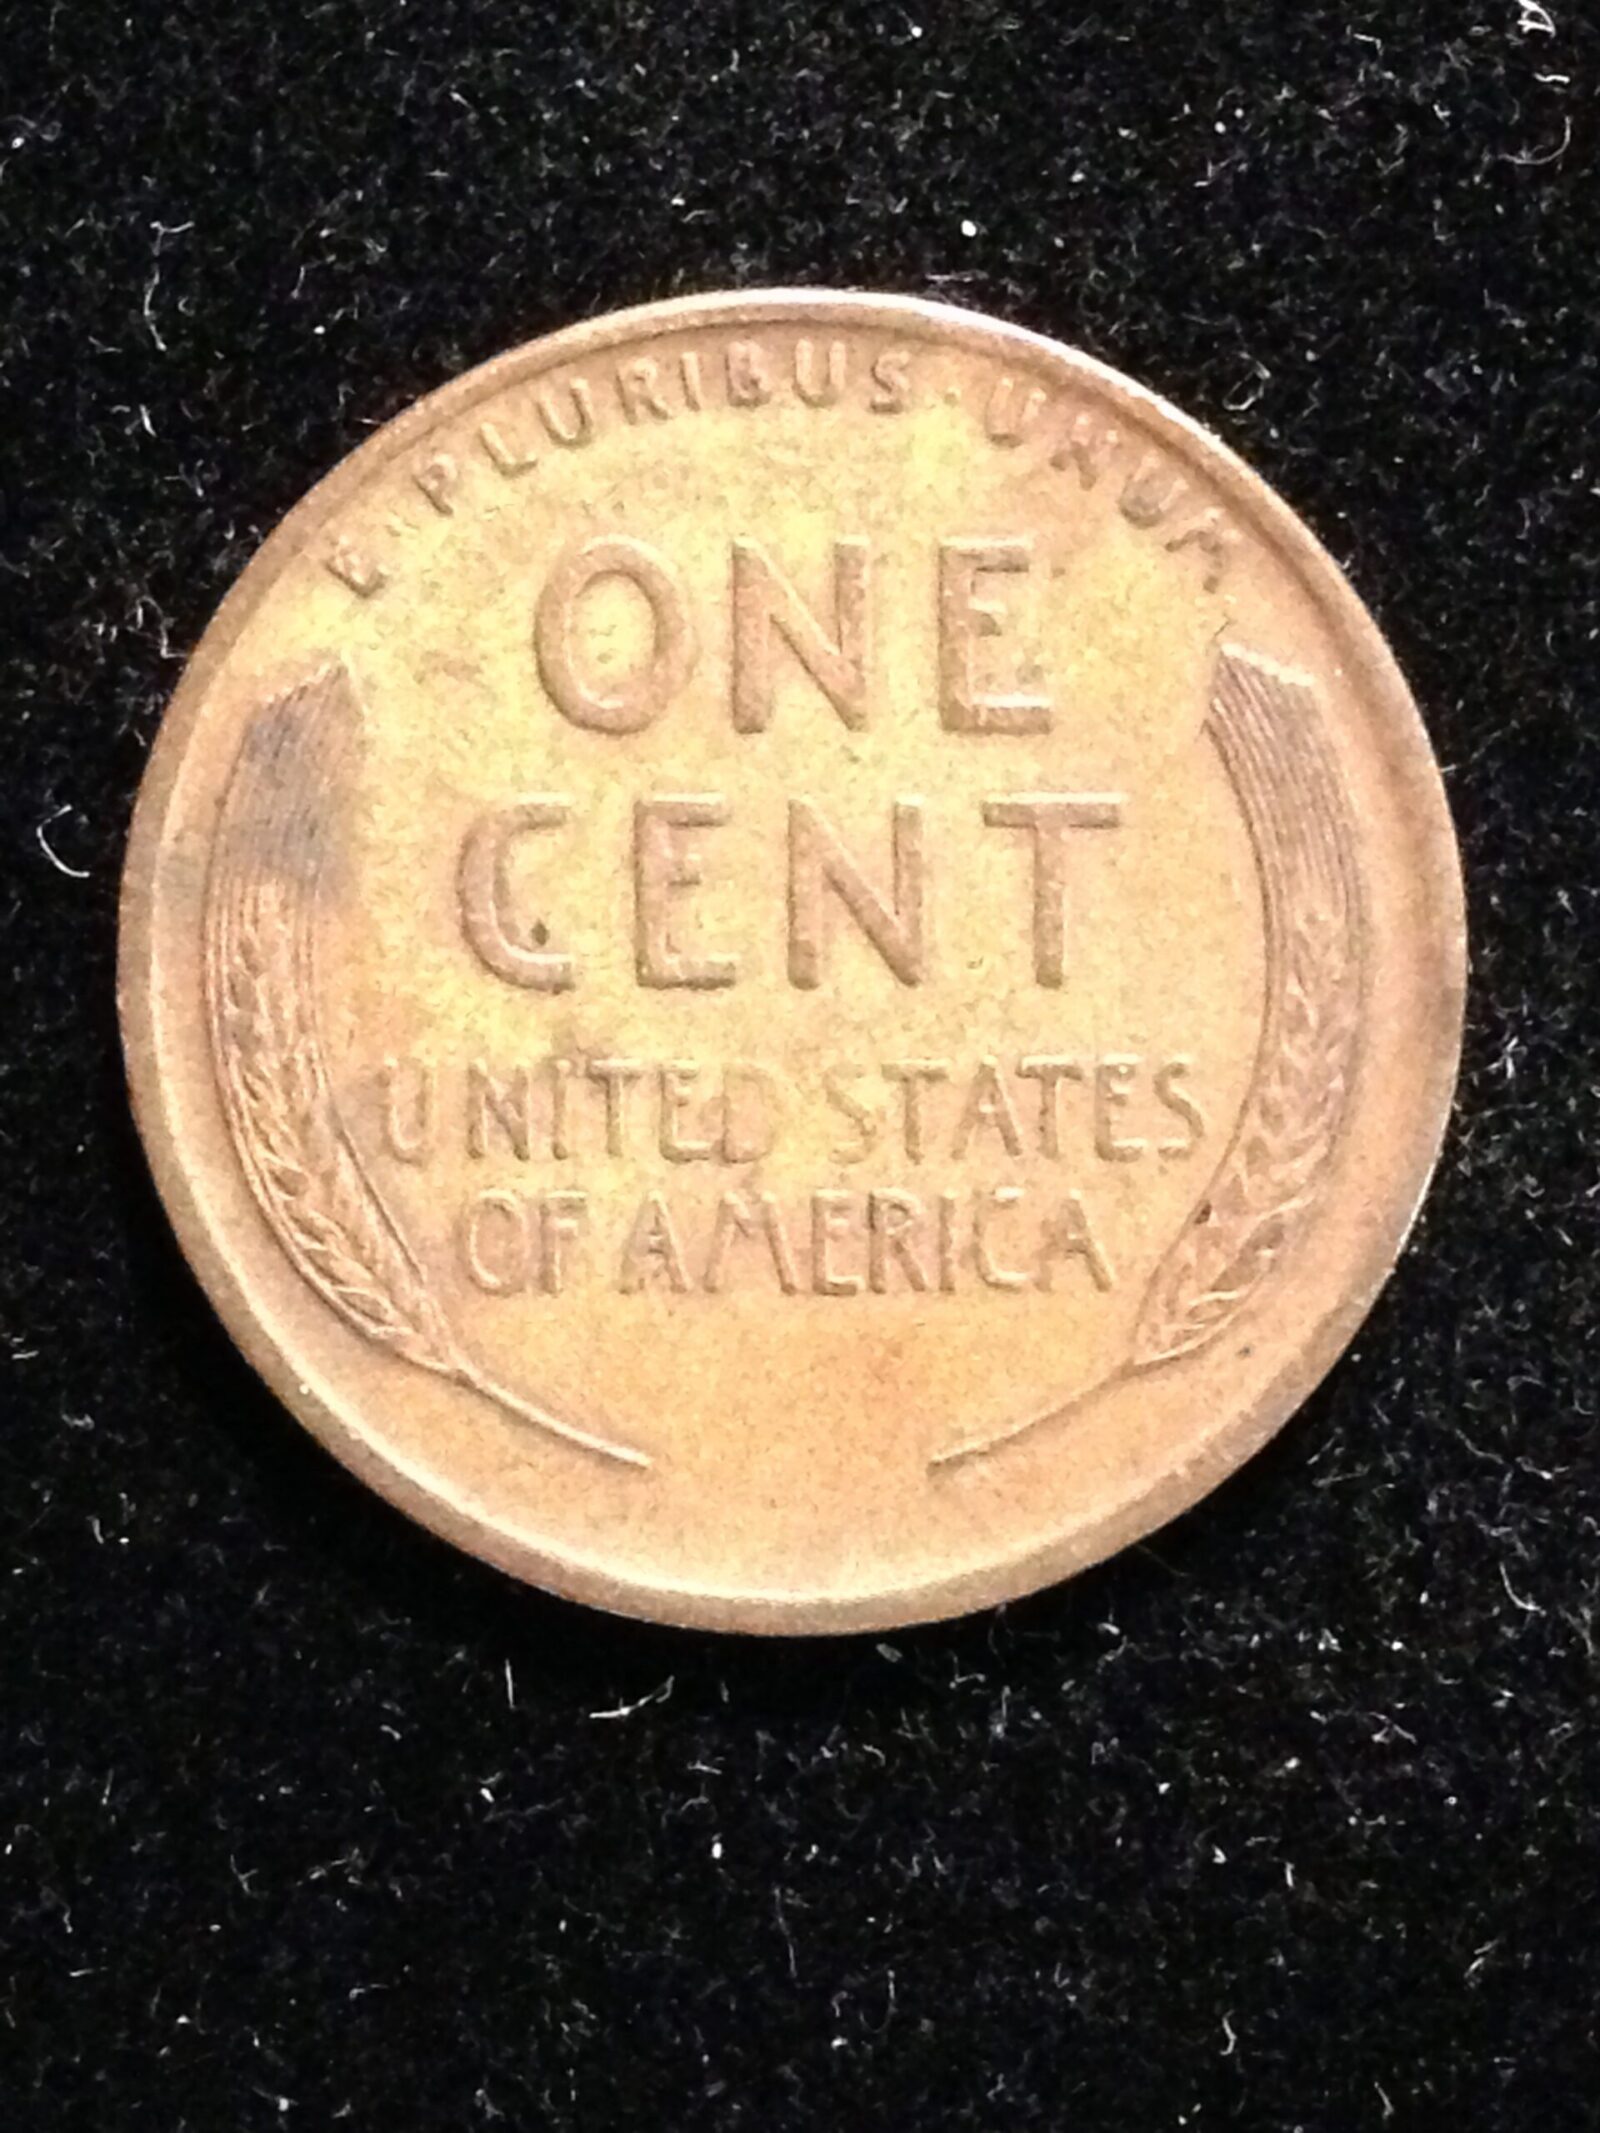 E·PLURIBUS·UNUM
ONE
CENT
UNITED STATES
OF AMERICA